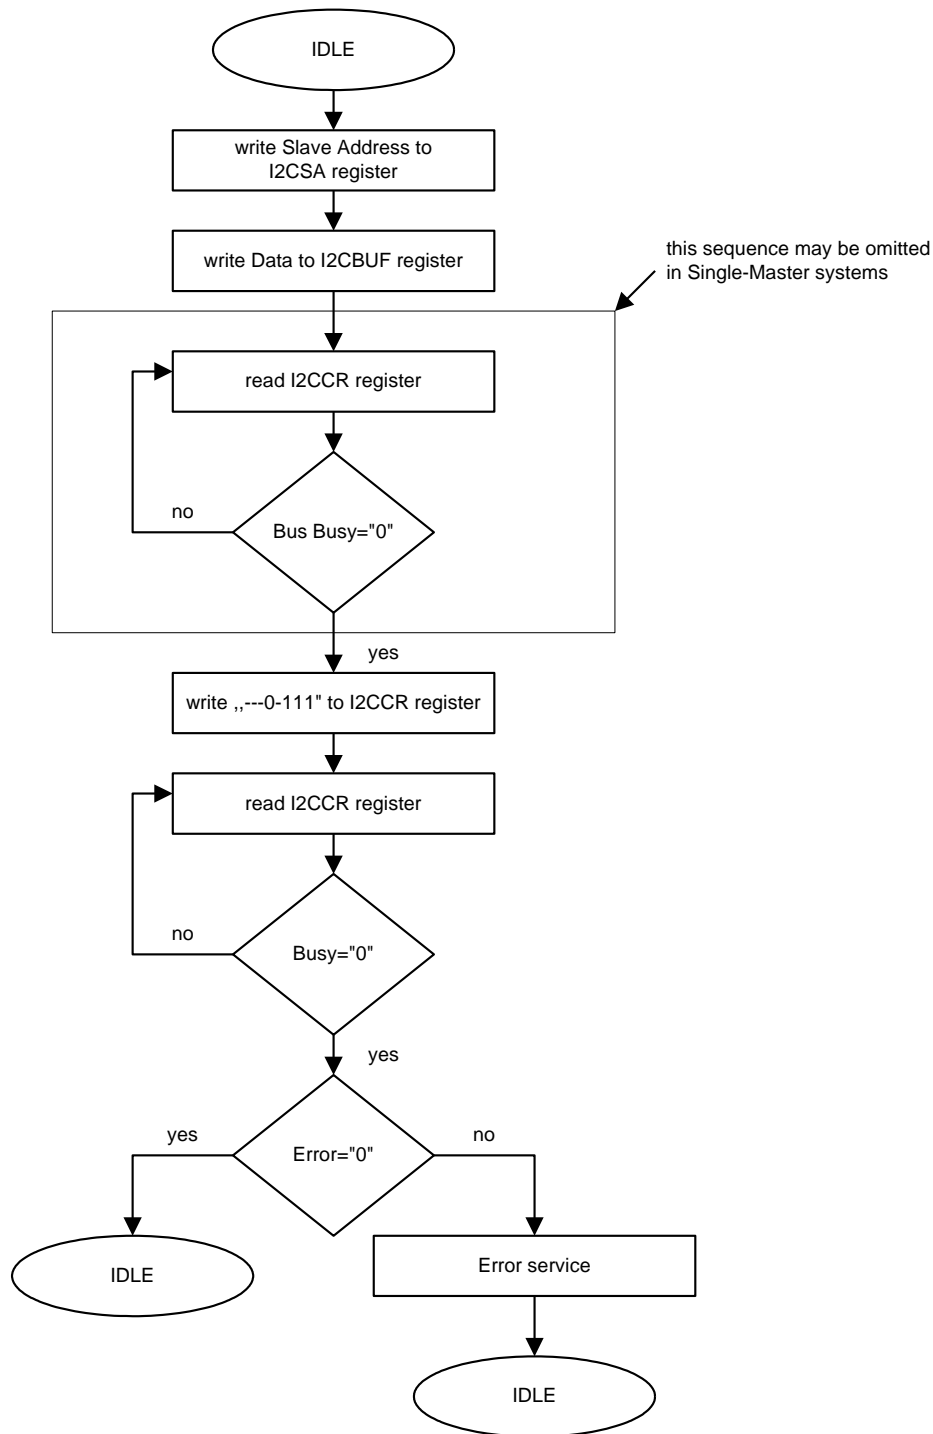 IDLE
write Slave Address to
I2CSA register
write Data to I2CBUF register
this sequence may be omitted
in Single-Master systems
read I2CCR register
no
Bus Busy="0"
yes
write ,,---0-111" to I2CCR register
read I2CCR register
no
Busy="0"
yes
yes
no
Error="0"
IDLE
Error service
IDLE